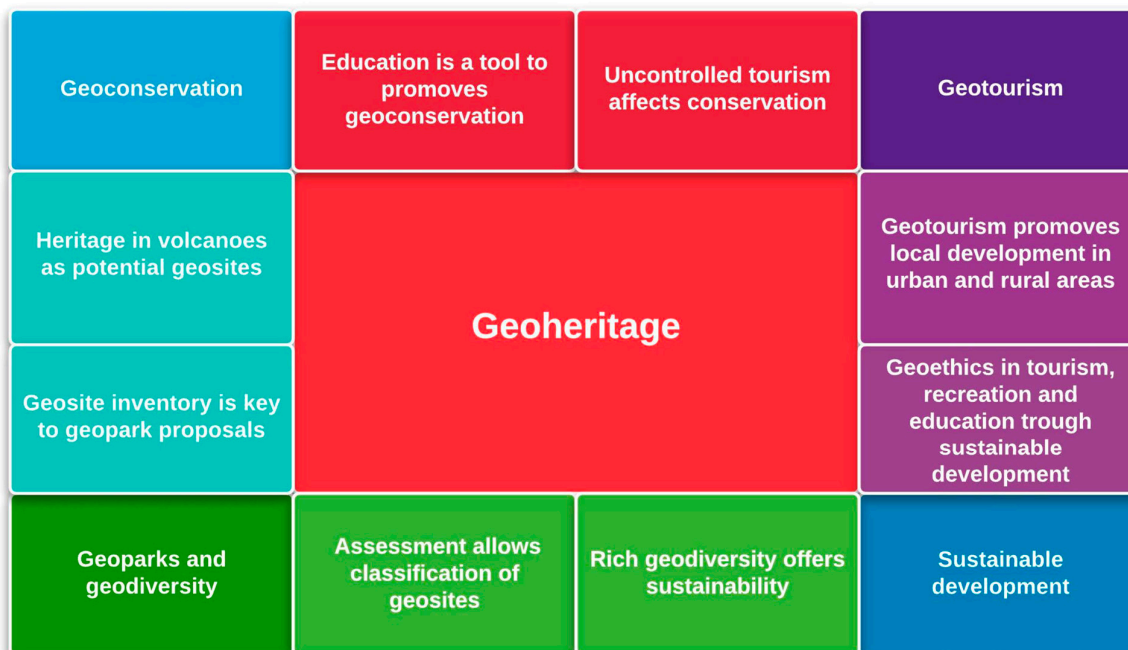 Geoconservation
Education is a tool to
promoves
geoconservation
Uncontrolled tourism
affects conservation
Geotourism
Heritage in volcanoes
as potential geosites
Geotourism promoves
local development in
urban and rural areas
Geoheritage
Geosite inventory is key
to geopark proposals
Geoethics in tourism,
recreation and
education trough
sustainable
development
Geoparks and
geodiversity
Assessment allows
classification of
geosites
Rich geodiversity offers
sustainability
Sustainable
development